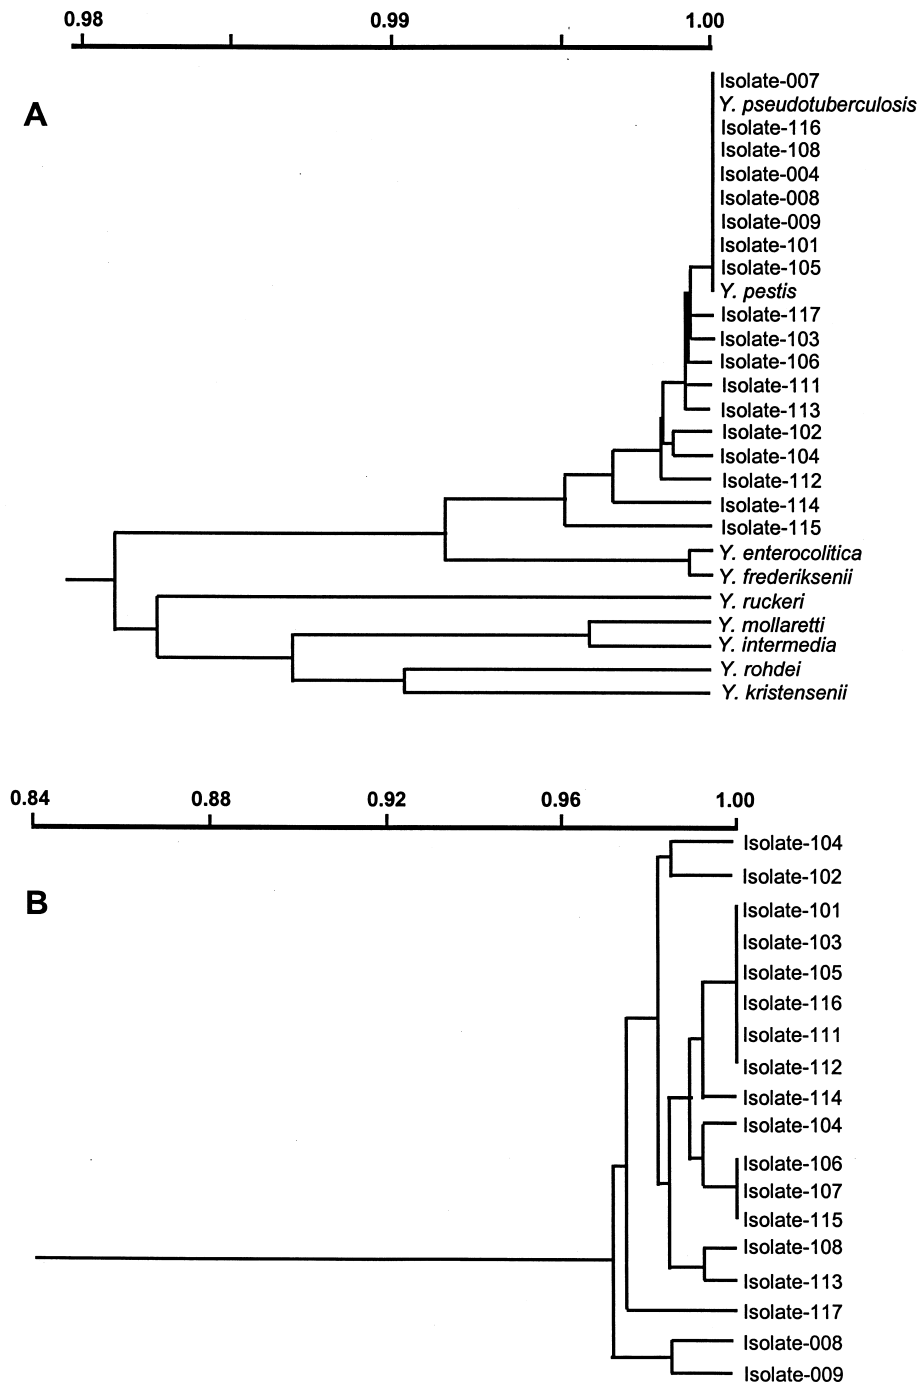 0.98 0.99 1.00
A
Isolate-007
Y. pseudotuberculosis
Isolate-116
Isolate-108
Isolate-004
Isolate-008
Isolate-009
Isolate-101
Isolate-105
Y. pestis
Isolate-117
Isolate-103
Isolate-106
Isolate-111
Isolate-113
Isolate-102
Isolate-104
Isolate-112
Isolate-114
Isolate-115
Y. enterocolitica
Y. frederiksenii
Y. ruckeri
Y. mollaretti
Y. intermedia
Y. rohdei
Y. kristensenii
0.84 0.88 0.92 0.96 1.00
B
Isolate-104
Isolate-102
Isolate-101
Isolate-103
Isolate-105
Isolate-116
Isolate-111
Isolate-112
Isolate-114
Isolate-104
Isolate-106
Isolate-107
Isolate-115
Isolate-108
Isolate-113
Isolate-117
Isolate-008
Isolate-009